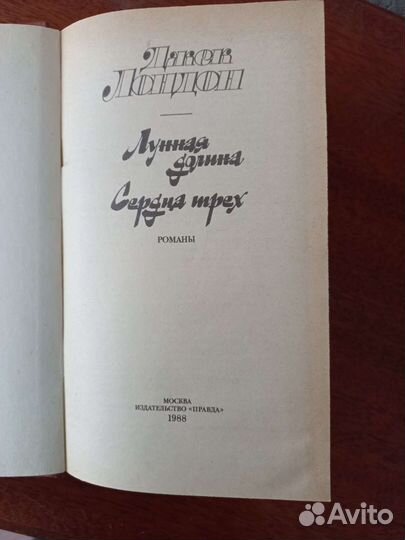 Джек
Лондон
Лунная
долина
Сердца трех
РОМАНЫ
МОСКВА
ИЗДАТЕЛЬСТВО «ПРАВДА»
1988
Avito